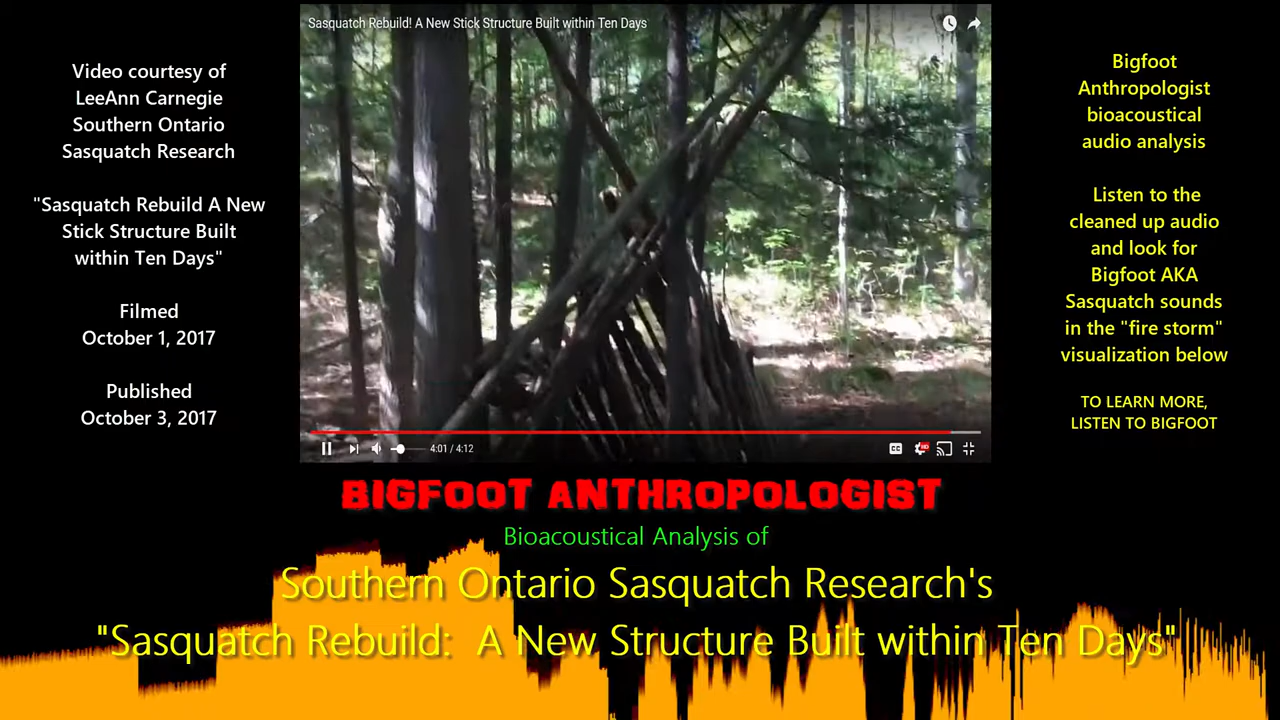 Sasquatch Rebuild! A New Stick Structure Built within Ten Days
Video courtesy of
LeeAnn Carnegie
Southern Ontario
Sasquatch Research
"Sasquatch Rebuild A New
Stick Structure Built
within Ten Days"
Filmed
October 1, 2017
Published
October 3, 2017
Bigfoot
Anthropologist
bioacoustical
audio analysis
Listen to the
cleaned up audio
and look for
Bigfoot AKA
Sasquatch sounds
in the "fire storm"
visualization below
TO LEARN MORE,
LISTEN TO BIGFOOT
4:01 / 4:12
CC
HD
BIGFOOT ANTHROPOLOGIST
Bioacoustical Analysis of
Southern Ontario Sasquatch Research's
"Sasquatch Rebuild:  A New Structure Built within Ten Days"